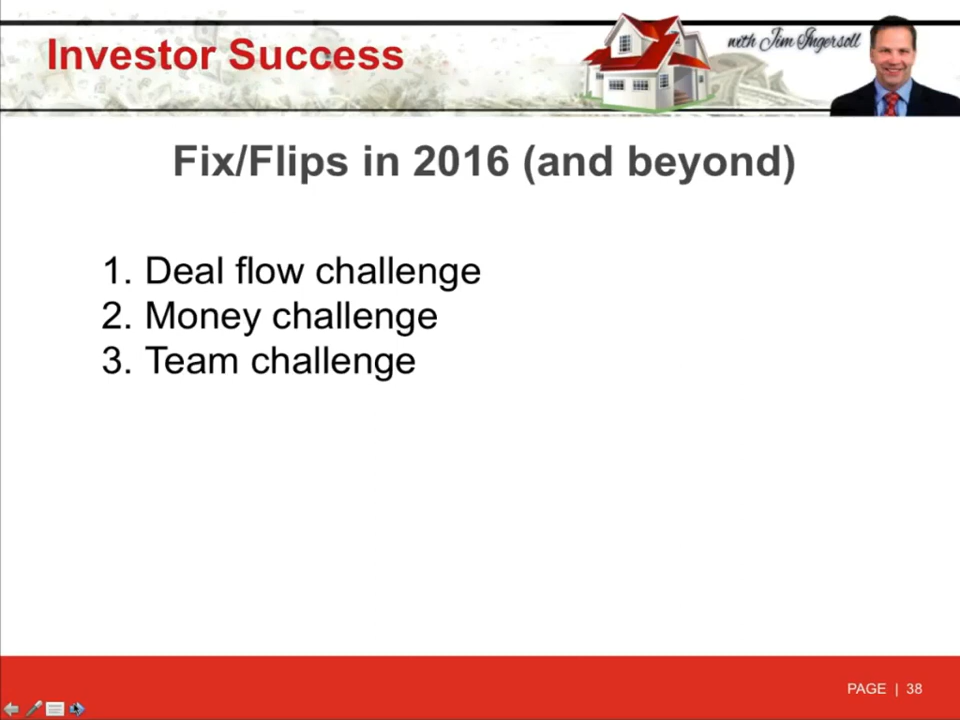 Investor Success
with Jim Ingersoll
Fix/Flips in 2016 (and beyond)
1. Deal flow challenge
2. Money challenge
3. Team challenge
PAGE | 38